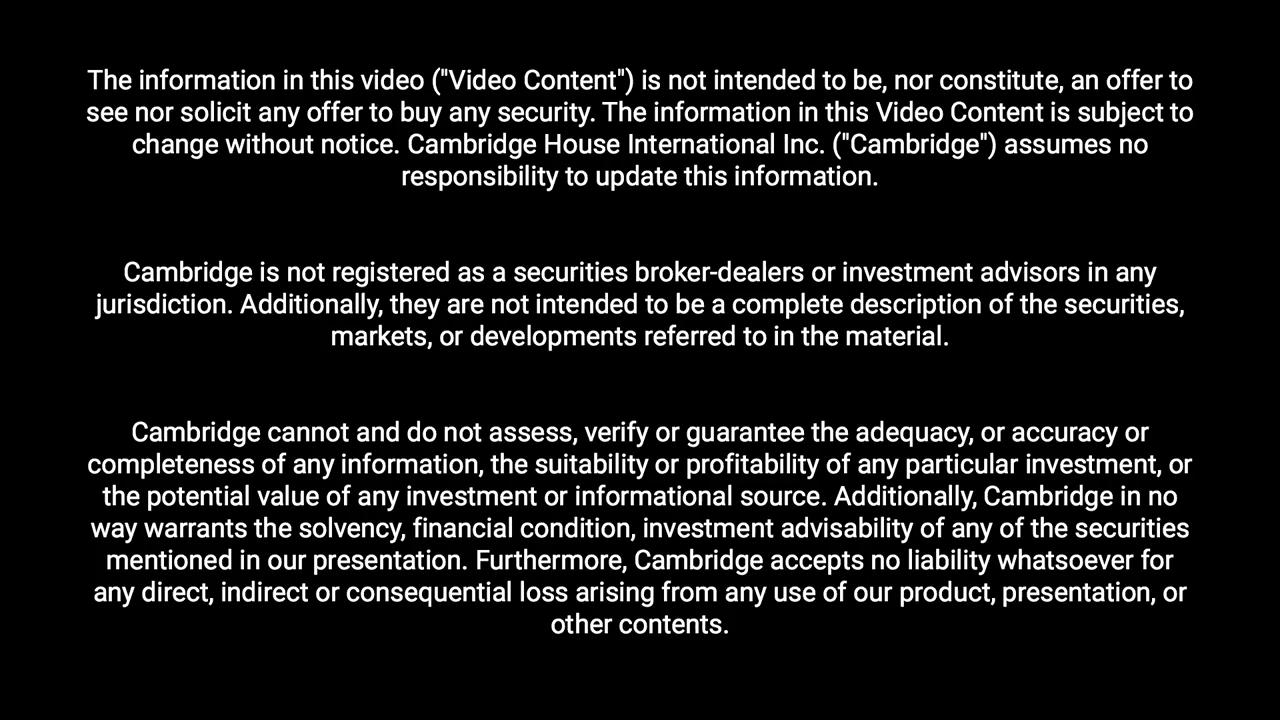 The information in this video ("Video Content") is not intended to be, nor constitute, an offer to
see nor solicit any offer to buy any security. The information in this Video Content is subject to
change without notice. Cambridge House International Inc. ("Cambridge") assumes no
responsibility to update this information.
Cambridge is not registered as a securities broker-dealers or investment advisors in any
jurisdiction. Additionally, they are not intended to be a complete description of the securities,
markets, or developments referred to in the material.
Cambridge cannot and do not assess, verify or guarantee the adequacy, or accuracy or
completeness of any information, the suitability or profitability of any particular investment, or
the potential value of any investment or informational source. Additionally, Cambridge in no
way warrants the solvency, financial condition, investment advisability of any of the securities
mentioned in our presentation. Furthermore, Cambridge accepts no liability whatsoever for
any direct, indirect or consequential loss arising from any use of our product, presentation, or
other contents.